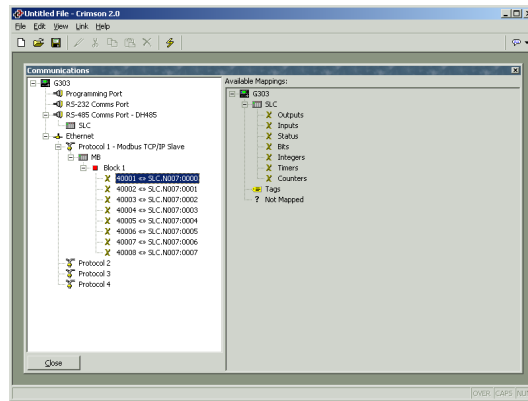 Untitled File - Crimson 2.0
File Edit View Link Help
Communications
G303
Programming Port
RS-232 Comms Port
RS-485 Comms Port - DH485
SLC
Ethernet
Protocol 1 - Modbus TCP/IP Slave
MB
Block 1
40001 <=> SLC.N007:0000
40002 <=> SLC.N007:0001
40003 <=> SLC.N007:0002
40004 <=> SLC.N007:0003
40005 <=> SLC.N007:0004
40006 <=> SLC.N007:0005
40007 <=> SLC.N007:0006
40008 <=> SLC.N007:0007
Protocol 2
Protocol 3
Protocol 4
Close
Available Mappings:
G303
SLC
Outputs
Inputs
Status
Bits
Integers
Timers
Counters
Tags
? Not Mapped
OVER CAPS NUM